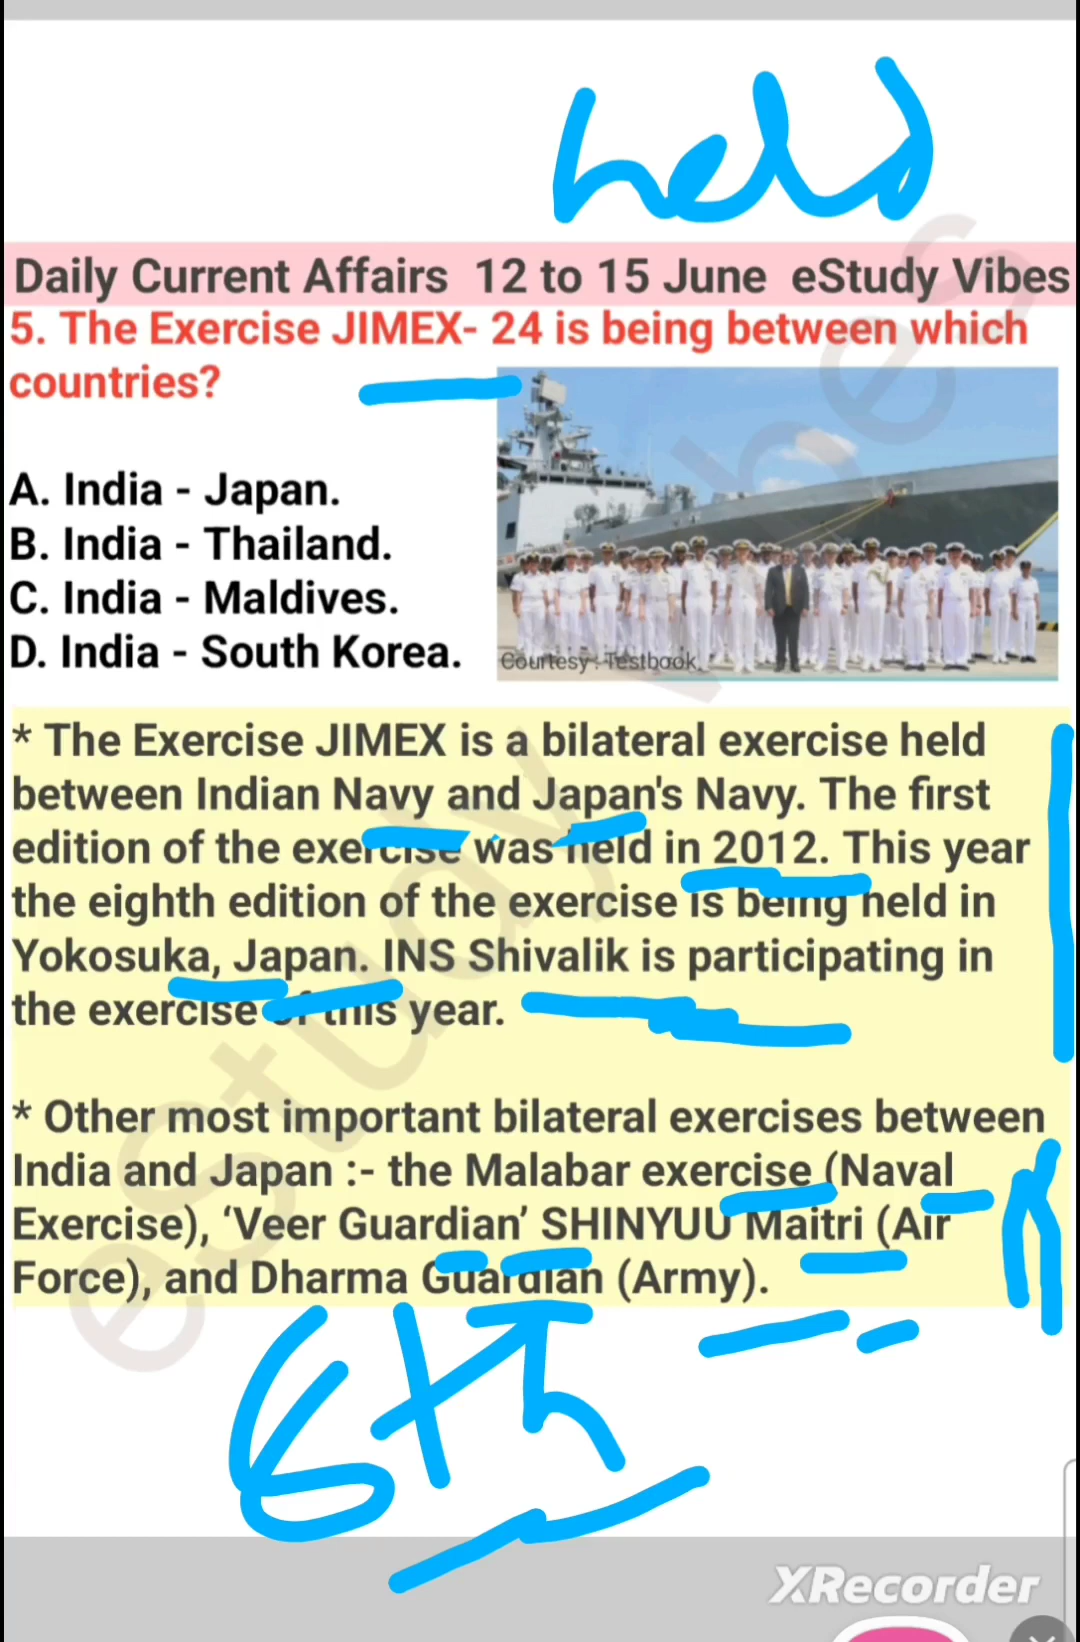 held
Daily Current Affairs 12 to 15 June eStudy Vibes
5. The Exercise JIMEX- 24 is being between which
countries?
A. India - Japan.
B. India - Thailand.
C. India - Maldives.
D. India - South Korea.
Courtesy : Testbook
* The Exercise JIMEX is a bilateral exercise held
between Indian Navy and Japan's Navy. The first
edition of the exercise was held in 2012. This year
the eighth edition of the exercise is being held in
Yokosuka, Japan. INS Shivalik is participating in
the exercise of this year.
* Other most important bilateral exercises between
India and Japan :- the Malabar exercise (Naval
Exercise), ‘Veer Guardian’ SHINYUU Maitri (Air
Force), and Dharma Guardian (Army).
6th
estudy vibes
XRecorder